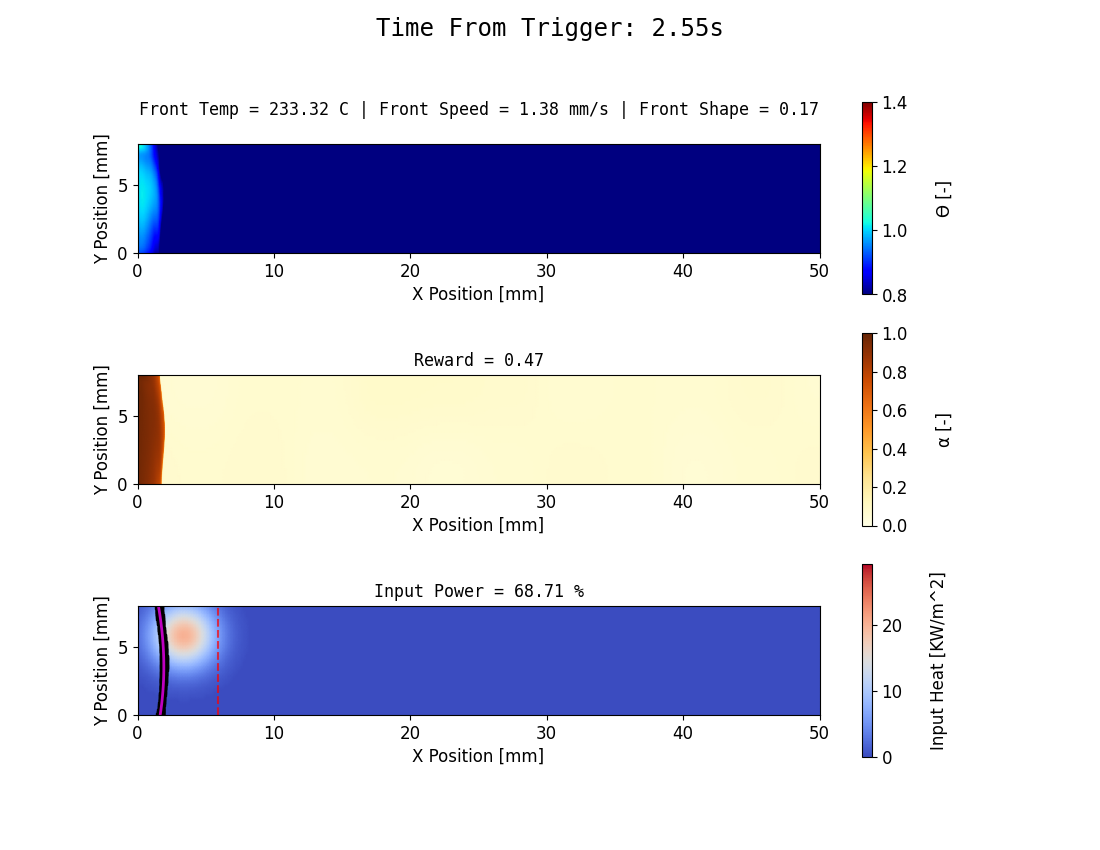 Time From Trigger: 2.55s
Front Temp = 233.32 C | Front Speed = 1.38 mm/s | Front Shape = 0.17
Y Position [mm]
5
0
0 10 20 30 40 50
X Position [mm]
1.4
1.2
1.0
0.8
Θ [-]
Reward = 0.47
Y Position [mm]
5
0
0 10 20 30 40 50
X Position [mm]
1.0
0.8
0.6
0.4
0.2
0.0
α [-]
Input Power = 68.71 %
Y Position [mm]
5
0
0 10 20 30 40 50
X Position [mm]
20
10
0
Input Heat [KW/m^2]